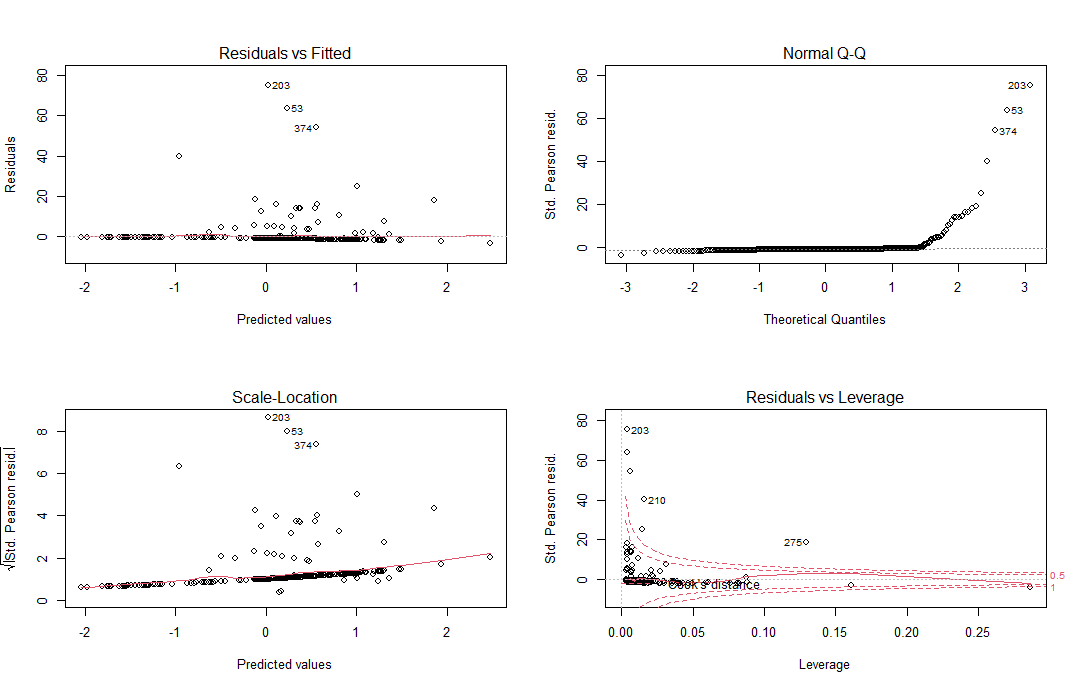 Residuals vs Fitted
Residuals
0 20 40 60 80
203
53
374
-2 -1 0 1 2
Predicted values
Normal Q-Q
Std. Pearson resid.
0 20 40 60 80
203
53
374
-3 -2 -1 0 1 2 3
Theoretical Quantiles
Scale-Location
√|Std. Pearson resid.|
0 2 4 6 8
203
53
374
-2 -1 0 1 2
Predicted values
Residuals vs Leverage
Std. Pearson resid.
0 20 40 60 80
203
210
275
Cook's distance
0.5
1
0.00 0.05 0.10 0.15 0.20 0.25
Leverage